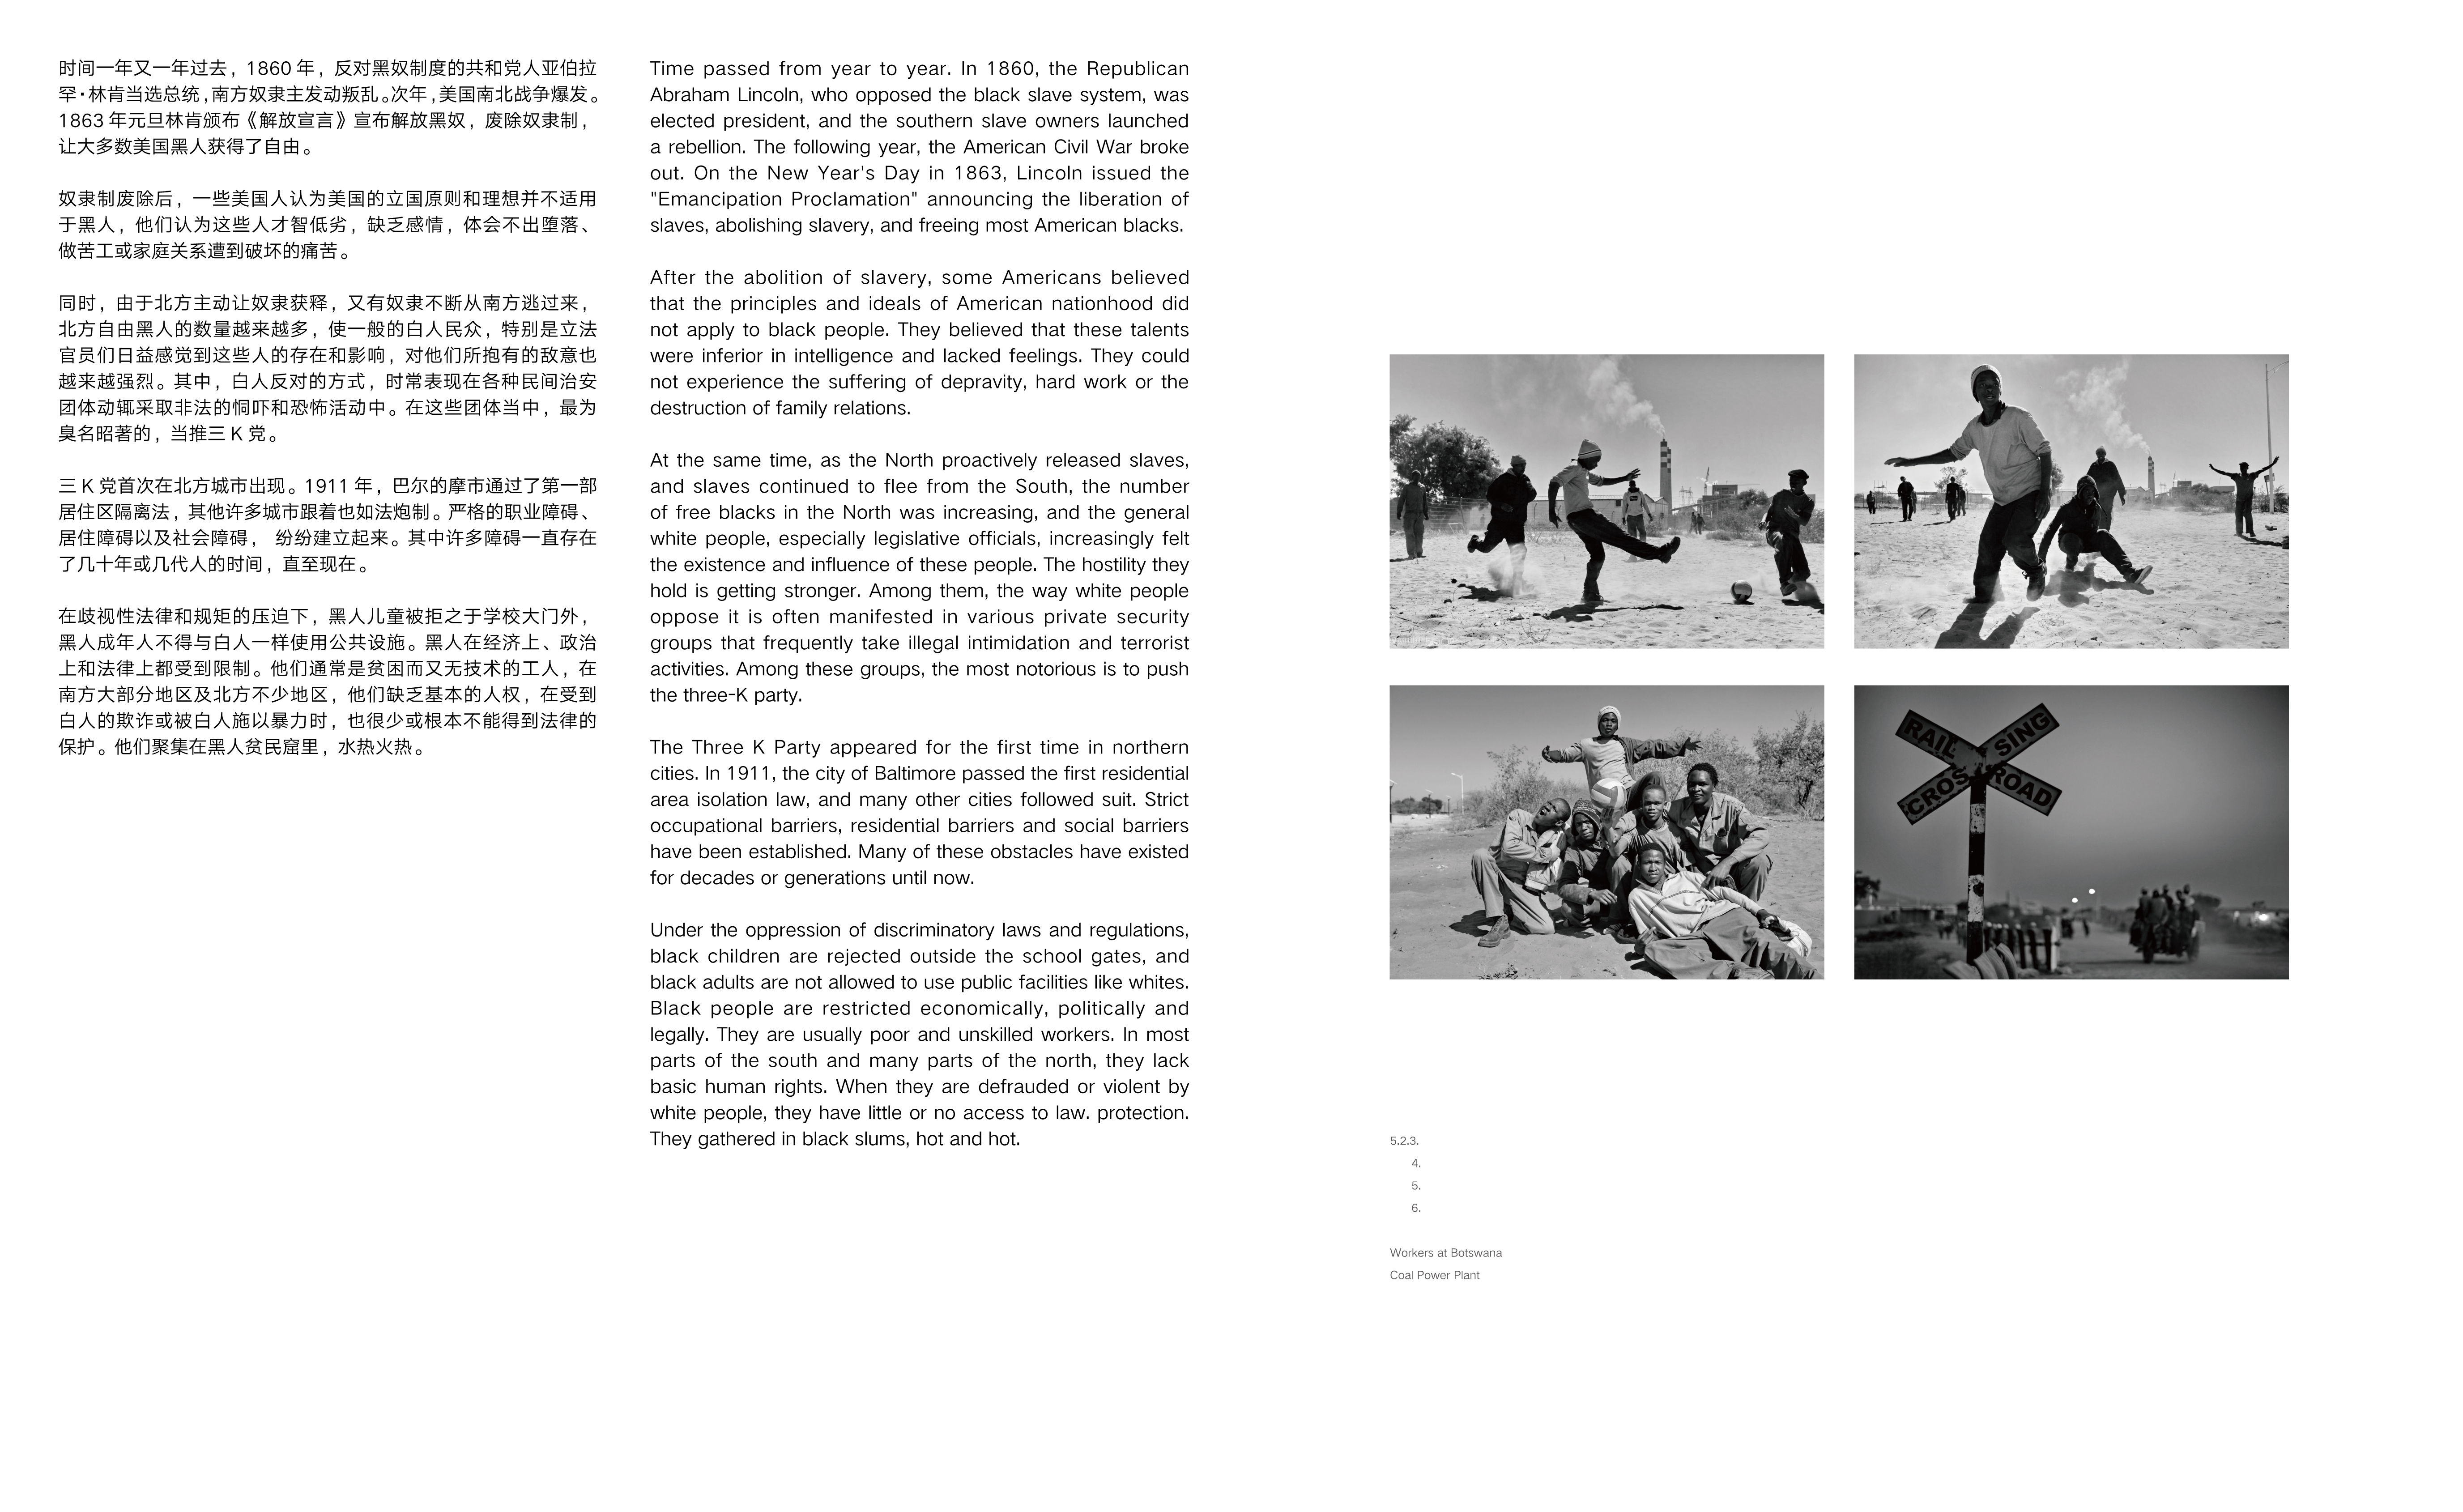 时间一年又一年过去，1860 年，反对黑奴制度的共和党人亚伯拉
罕·林肯当选总统，南方奴隶主发动叛乱。次年，美国南北战争爆发。
1863 年元旦林肯颁布《解放宣言》宣布解放黑奴，废除奴隶制，
让大多数美国黑人获得了自由。
奴隶制废除后，一些美国人认为美国的立国原则和理想并不适用
于黑人，他们认为这些人才智低劣，缺乏感情，体会不出堕落、
做苦工或家庭关系遭到破坏的痛苦。
同时，由于北方主动让奴隶获释，又有奴隶不断从南方逃过来，
北方自由黑人的数量越来越多，使一般的白人民众，特别是立法
官员们日益感觉到这些人的存在和影响，对他们所抱有的敌意也
越来越强烈。其中，白人反对的方式，时常表现在各种民间治安
团体动辄采取非法的恫吓和恐怖活动中。在这些团体当中，最为
臭名昭著的，当推三 K 党。
三 K 党首次在北方城市出现。1911 年，巴尔的摩市通过了第一部
居住区隔离法，其他许多城市跟着也如法炮制。严格的职业障碍、
居住障碍以及社会障碍， 纷纷建立起来。其中许多障碍一直存在
了几十年或几代人的时间，直至现在。
在歧视性法律和规矩的压迫下，黑人儿童被拒之于学校大门外，
黑人成年人不得与白人一样使用公共设施。黑人在经济上、政治
上和法律上都受到限制。他们通常是贫困而又无技术的工人，在
南方大部分地区及北方不少地区，他们缺乏基本的人权，在受到
白人的欺诈或被白人施以暴力时，也很少或根本不能得到法律的
保护。他们聚集在黑人贫民窟里，水热火热。
Time passed from year to year. In 1860, the Republican
Abraham Lincoln, who opposed the black slave system, was
elected president, and the southern slave owners launched
a rebellion. The following year, the American Civil War broke
out. On the New Year's Day in 1863, Lincoln issued the
"Emancipation Proclamation" announcing the liberation of
slaves, abolishing slavery, and freeing most American blacks.
After the abolition of slavery, some Americans believed
that the principles and ideals of American nationhood did
not apply to black people. They believed that these talents
were inferior in intelligence and lacked feelings. They could
not experience the suffering of depravity, hard work or the
destruction of family relations.
At the same time, as the North proactively released slaves,
and slaves continued to flee from the South, the number
of free blacks in the North was increasing, and the general
white people, especially legislative officials, increasingly felt
the existence and influence of these people. The hostility they
hold is getting stronger. Among them, the way white people
oppose it is often manifested in various private security
groups that frequently take illegal intimidation and terrorist
activities. Among these groups, the most notorious is to push
the three-K party.
The Three K Party appeared for the first time in northern
cities. In 1911, the city of Baltimore passed the first residential
area isolation law, and many other cities followed suit. Strict
occupational barriers, residential barriers and social barriers
have been established. Many of these obstacles have existed
for decades or generations until now.
Under the oppression of discriminatory laws and regulations,
black children are rejected outside the school gates, and
black adults are not allowed to use public facilities like whites.
Black people are restricted economically, politically and
legally. They are usually poor and unskilled workers. In most
parts of the south and many parts of the north, they lack
basic human rights. When they are defrauded or violent by
white people, they have little or no access to law. protection.
They gathered in black slums, hot and hot.
RAIL SING
CROS ROAD
5.2.3.
4.
5.
6.
Workers at Botswana
Coal Power Plant